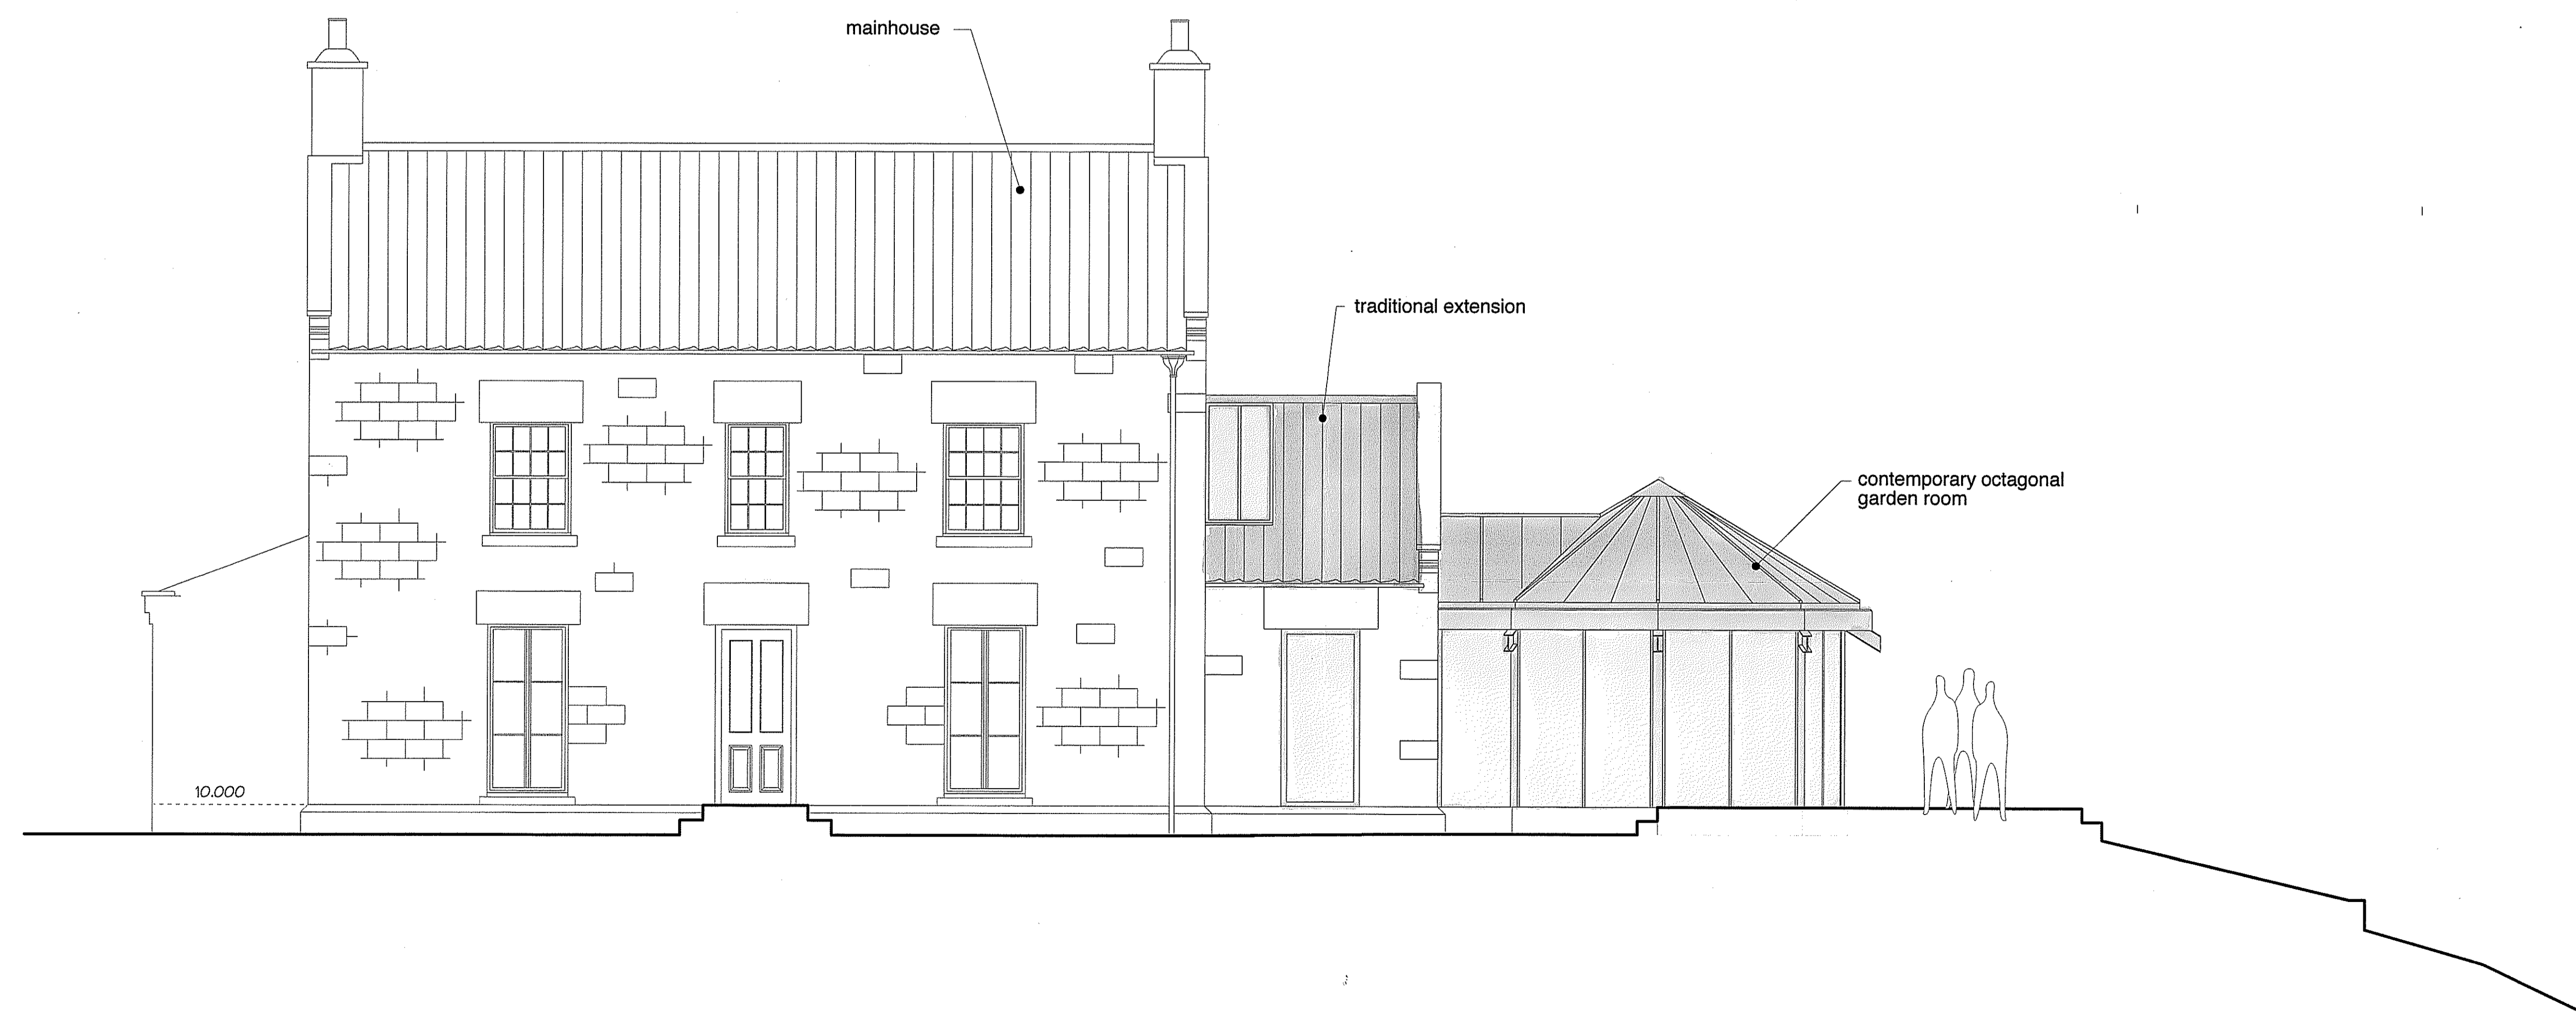 mainhouse
traditional extension
contemporary octagonal
garden room
10.000